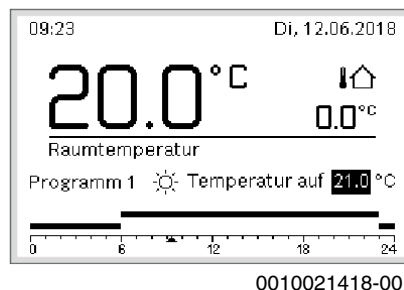 09:23 Di, 12.06.2018
20.0°C
0.0°C
Raumtemperatur
Programm 1 Temperatur auf 21.0 °C
0 6 12 18 24
0010021418-001